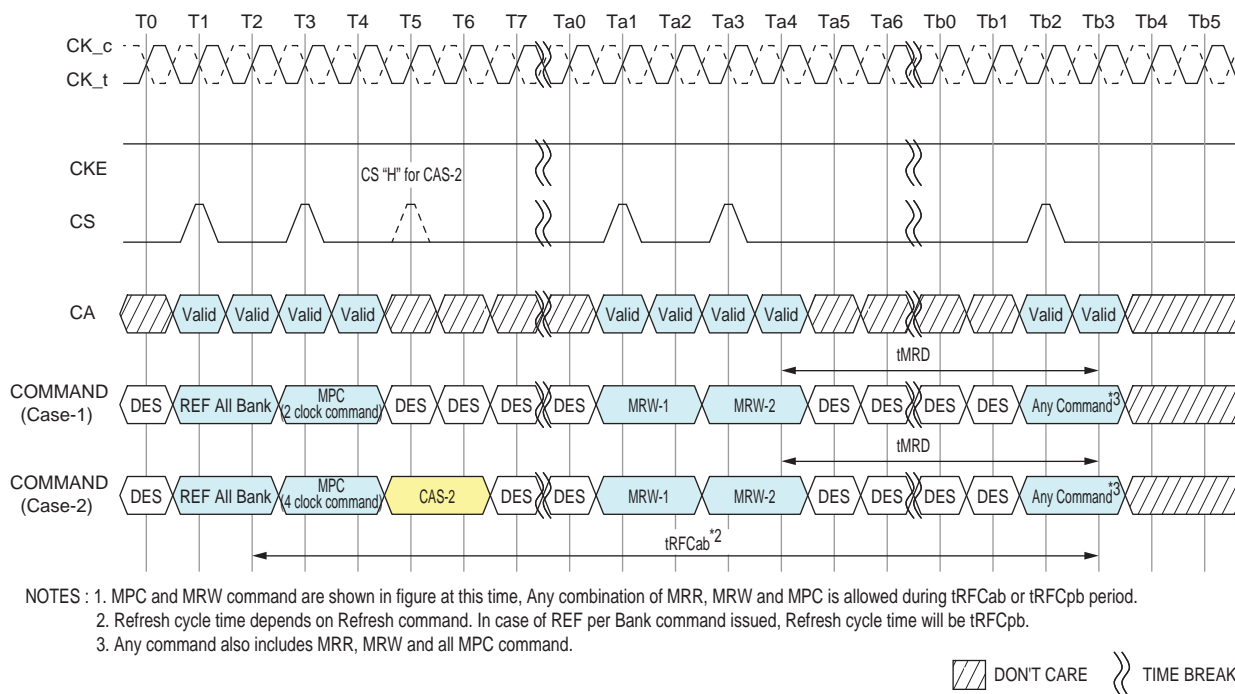 T0 T1 T2 T3 T4 T5 T6 T7 Ta0 Ta1 Ta2 Ta3 Ta4 Ta5 Ta6 Tb0 Tb1 Tb2 Tb3 Tb4 Tb5
CK_c
CK_t
CKE
CS “H” for CAS-2
CS
CA
Valid Valid Valid Valid Valid Valid Valid Valid Valid Valid
tMRD
COMMAND
(Case-1)
DES REF All Bank MPC (2 clock command) DES DES DES DES MRW-1 MRW-2 DES DES DES DES Any Command*3
tMRD
COMMAND
(Case-2)
DES REF All Bank MPC (4 clock command) CAS-2 DES DES MRW-1 MRW-2 DES DES DES DES Any Command*3
tRFCab*2
NOTES : 1. MPC and MRW command are shown in figure at this time, Any combination of MRR, MRW and MPC is allowed during tRFCab or tRFCpb period.
2. Refresh cycle time depends on Refresh command. In case of REF per Bank command issued, Refresh cycle time will be tRFCpb.
3. Any command also includes MRR, MRW and all MPC command.
DON'T CARE TIME BREAK